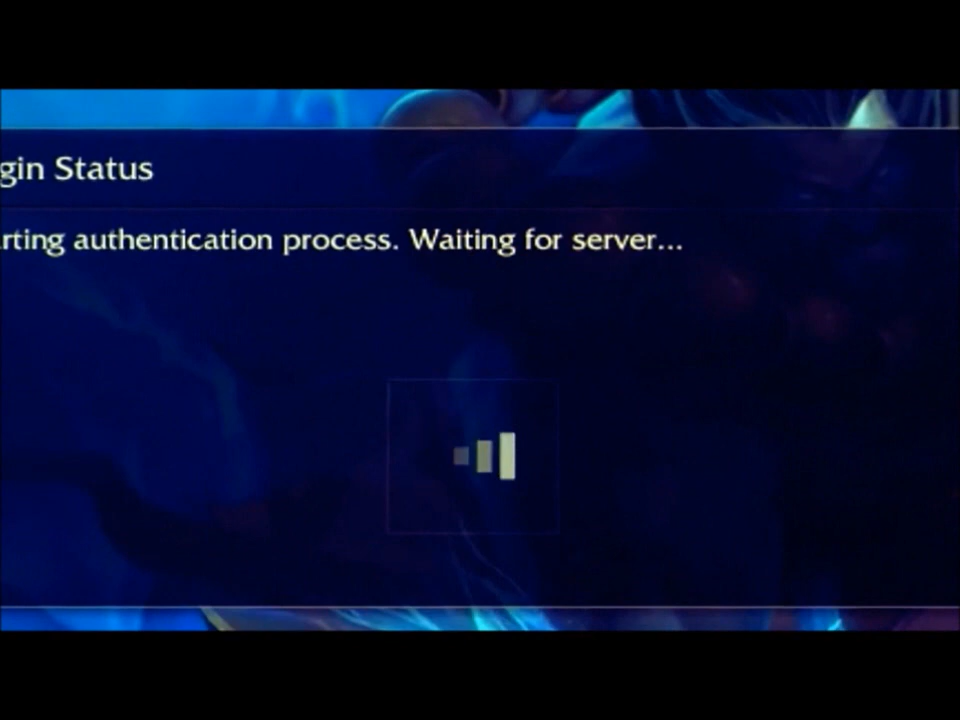 gin Status
rting authentication process. Waiting for server...